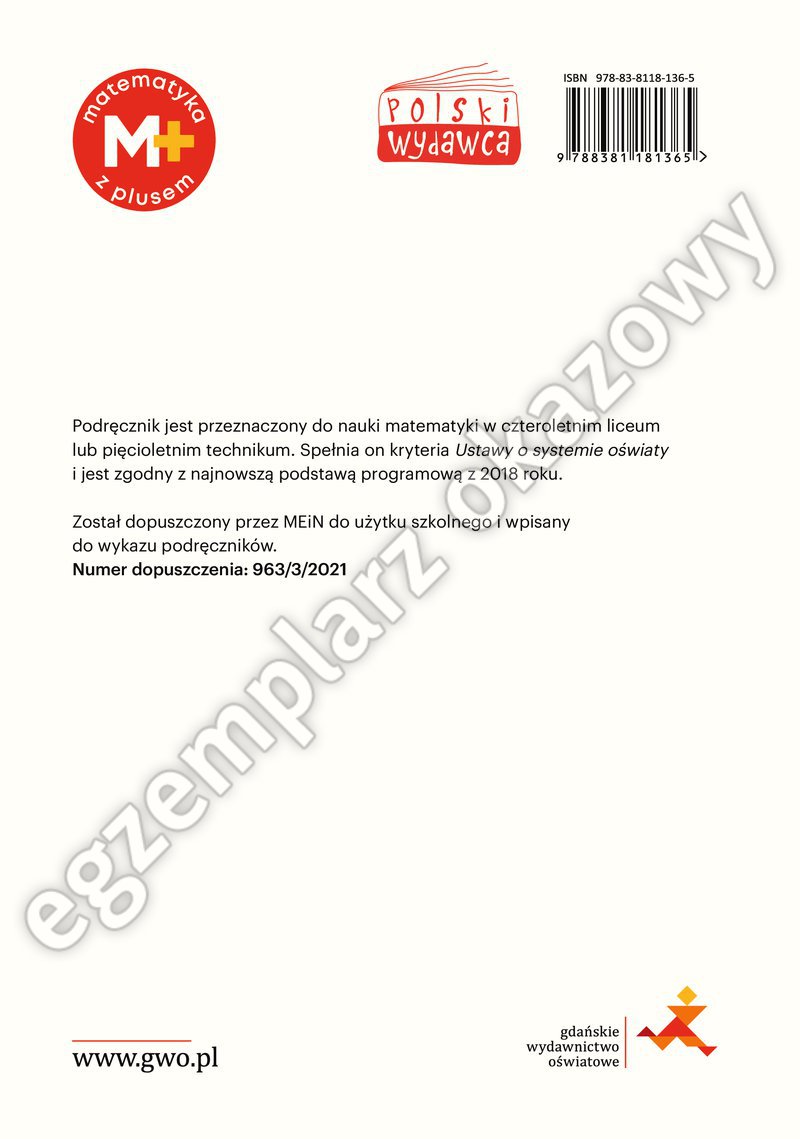 matematyka
M+
z plusem
Polski
wydawca
ISBN 978-83-8118-136-5
9 788381 181365 >
Podręcznik jest przeznaczony do nauki matematyki w czteroletnim liceum
lub pięcioletnim technikum. Spełnia on kryteria Ustawy o systemie oświaty
i jest zgodny z najnowszą podstawą programową z 2018 roku.
Został dopuszczony przez MEiN do użytku szkolnego i wpisany
do wykazu podręczników.
Numer dopuszczenia: 963/3/2021
egzemplarz okazowy
www.gwo.pl
gdańskie
wydawnictwo
oświatowe